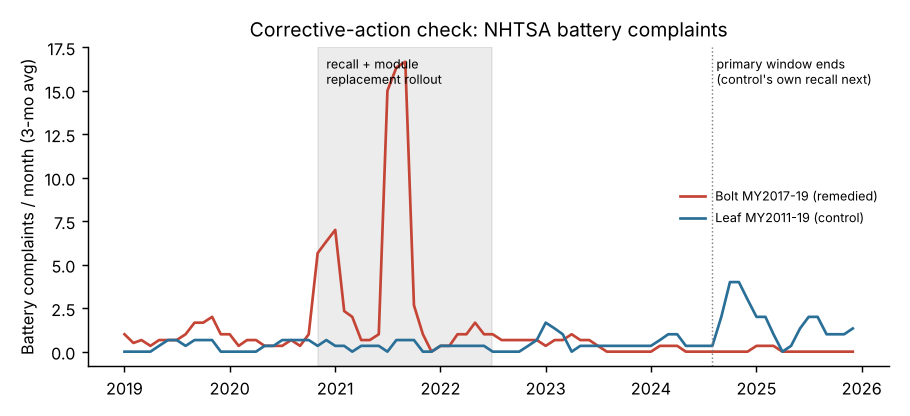 Corrective-action check: NHTSA battery complaints
Battery complaints / month (3-mo avg)
17.5
15.0
12.5
10.0
7.5
5.0
2.5
0.0
recall + module
replacement rollout
primary window ends
(control's own recall next)
Bolt MY2017-19 (remedied)
Leaf MY2011-19 (control)
2019
2020
2021
2022
2023
2024
2025
2026